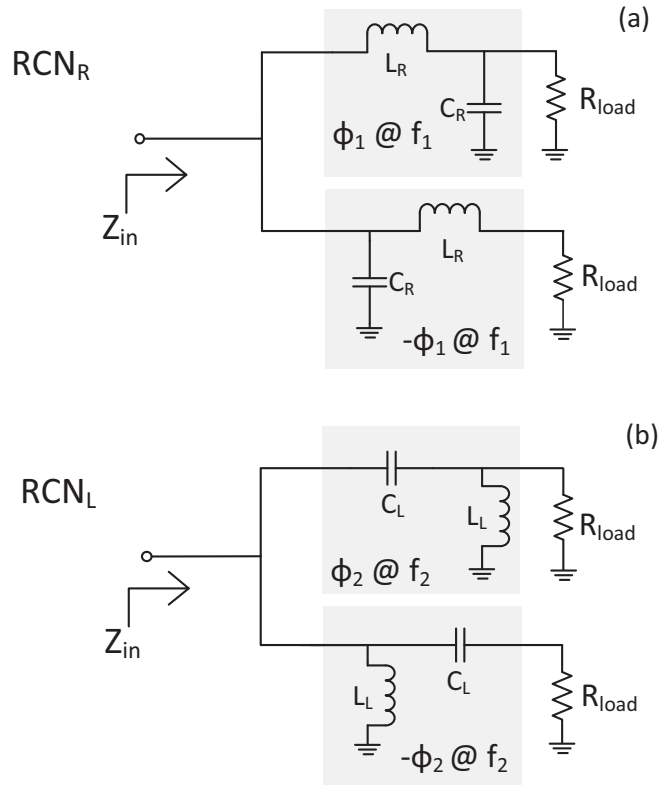 (a)
RCN_R
L_R
C_R
R_load
ϕ_1 @ f_1
Z_in
L_R
C_R
R_load
-ϕ_1 @ f_1
(b)
RCN_L
C_L
L_L
R_load
ϕ_2 @ f_2
Z_in
L_L
C_L
R_load
-ϕ_2 @ f_2